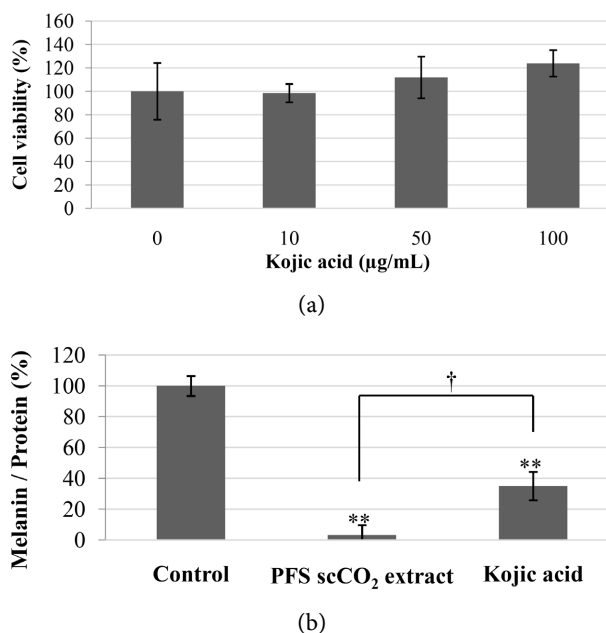 Cell viability (%)
160
140
120
100
80
60
40
20
0
0 10 50 100
Kojic acid (μg/mL)
(a)
Melanin / Protein (%)
120
100
80
60
40
20
0
†
**
**
Control PFS scCO₂ extract Kojic acid
(b)